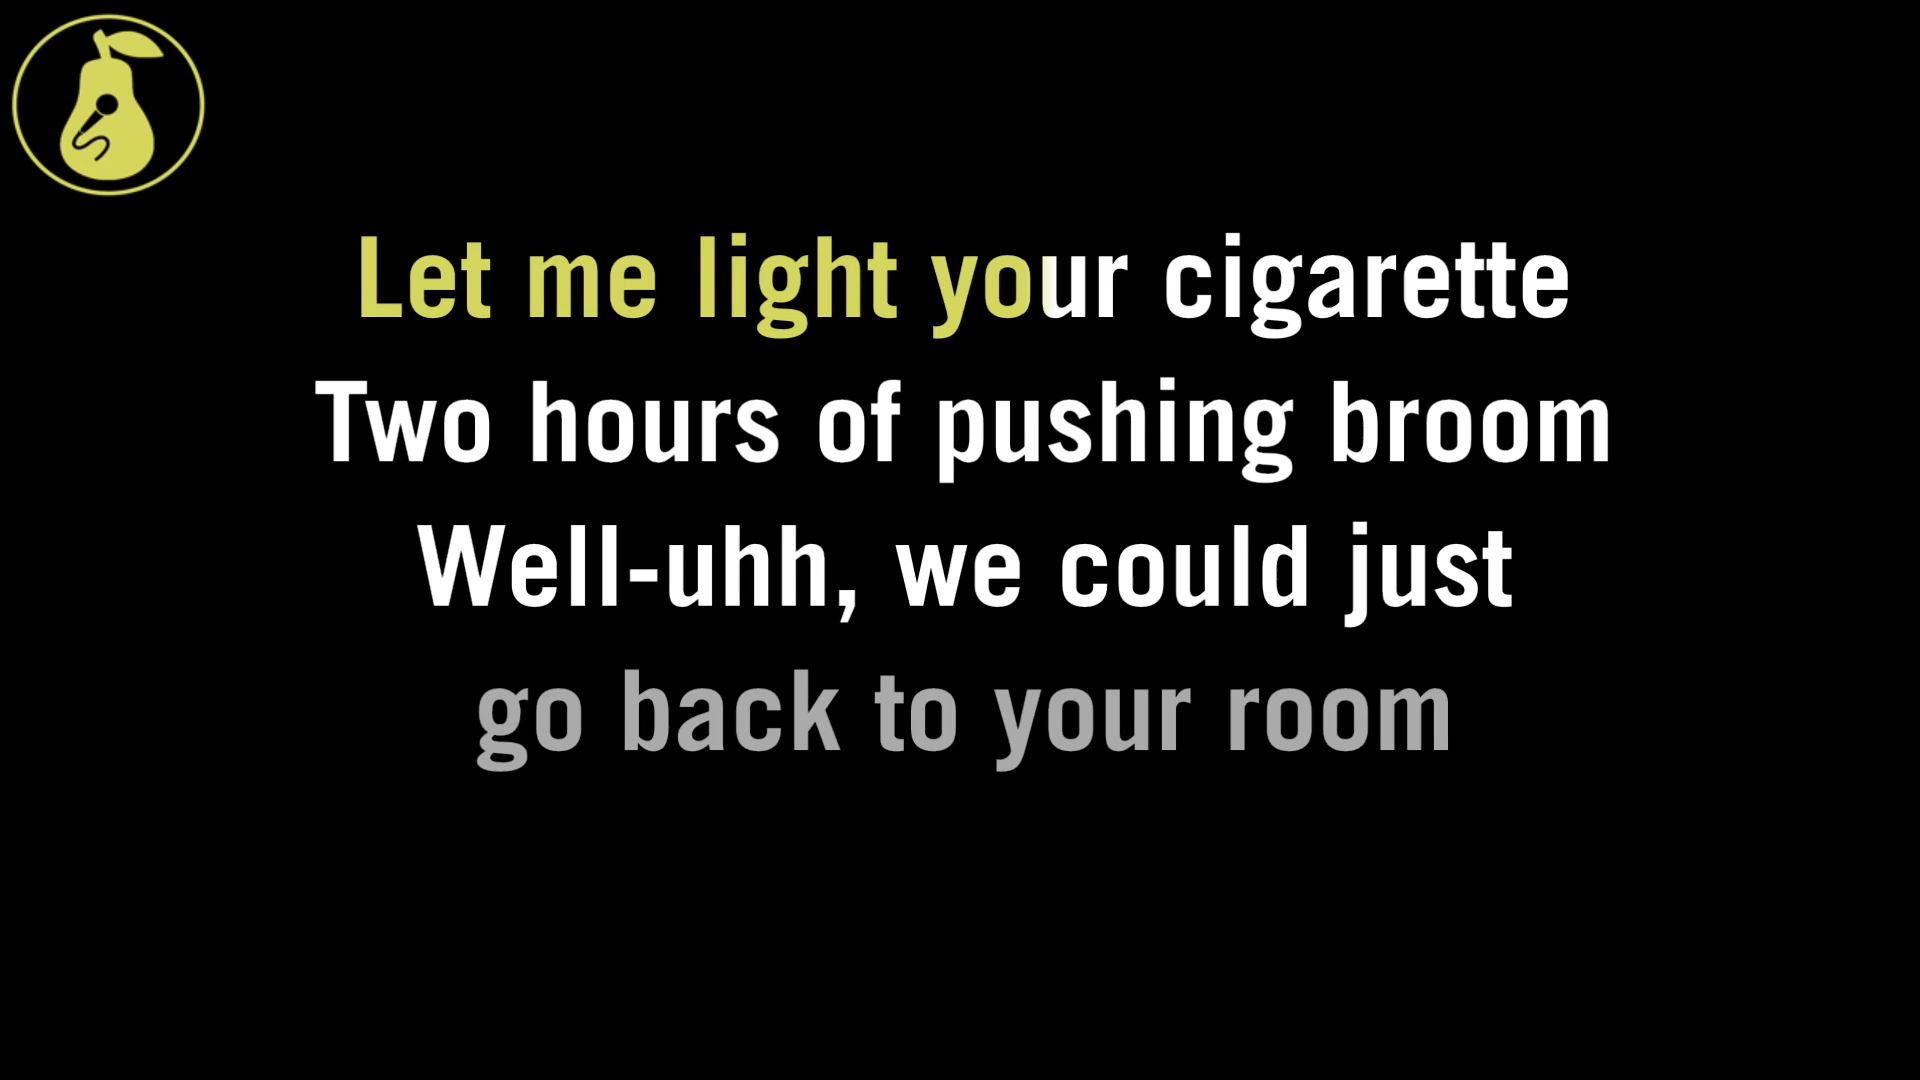 Let me light your cigarette
Two hours of pushing broom
Well-uhh, we could just
go back to your room